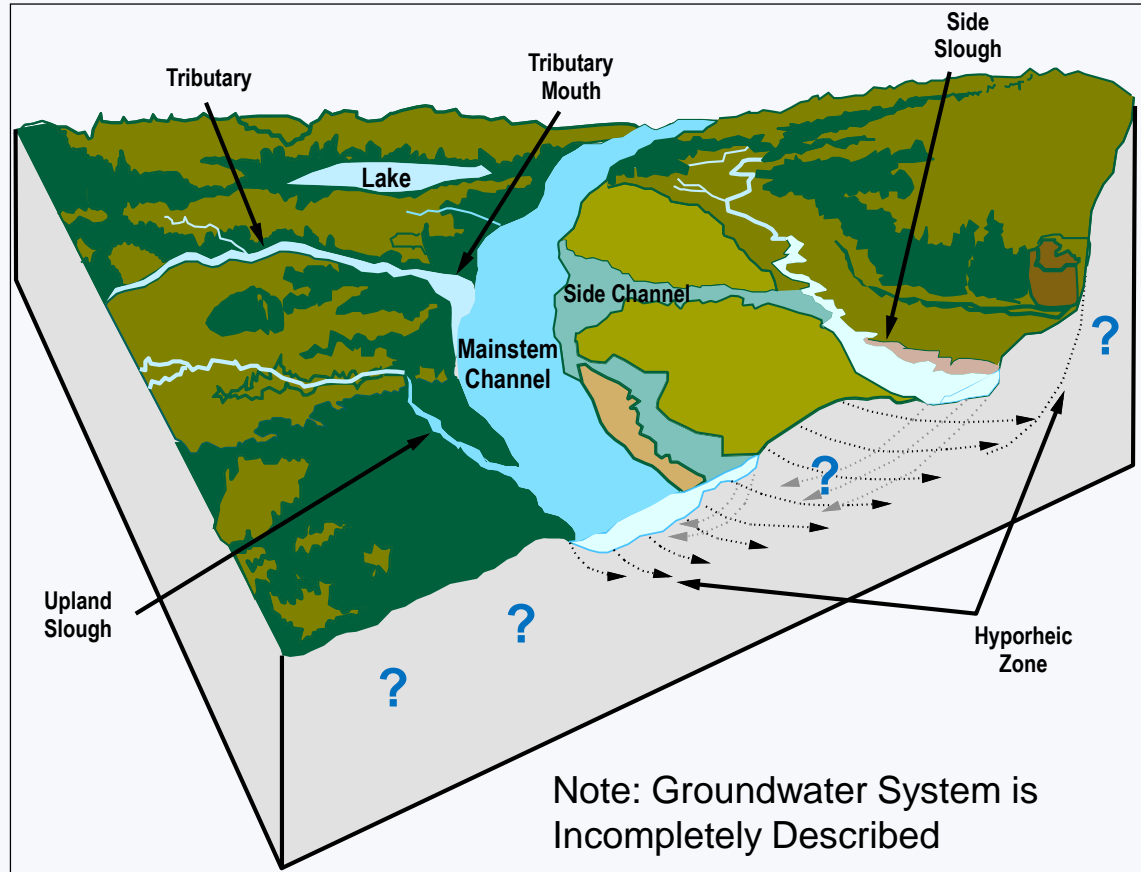 Side
Slough
Tributary
Tributary
Mouth
Lake
Side Channel
Mainstem
Channel
?
?
Upland
Slough
?
?
Hyporheic
Zone
Note: Groundwater System is
Incompletely Described